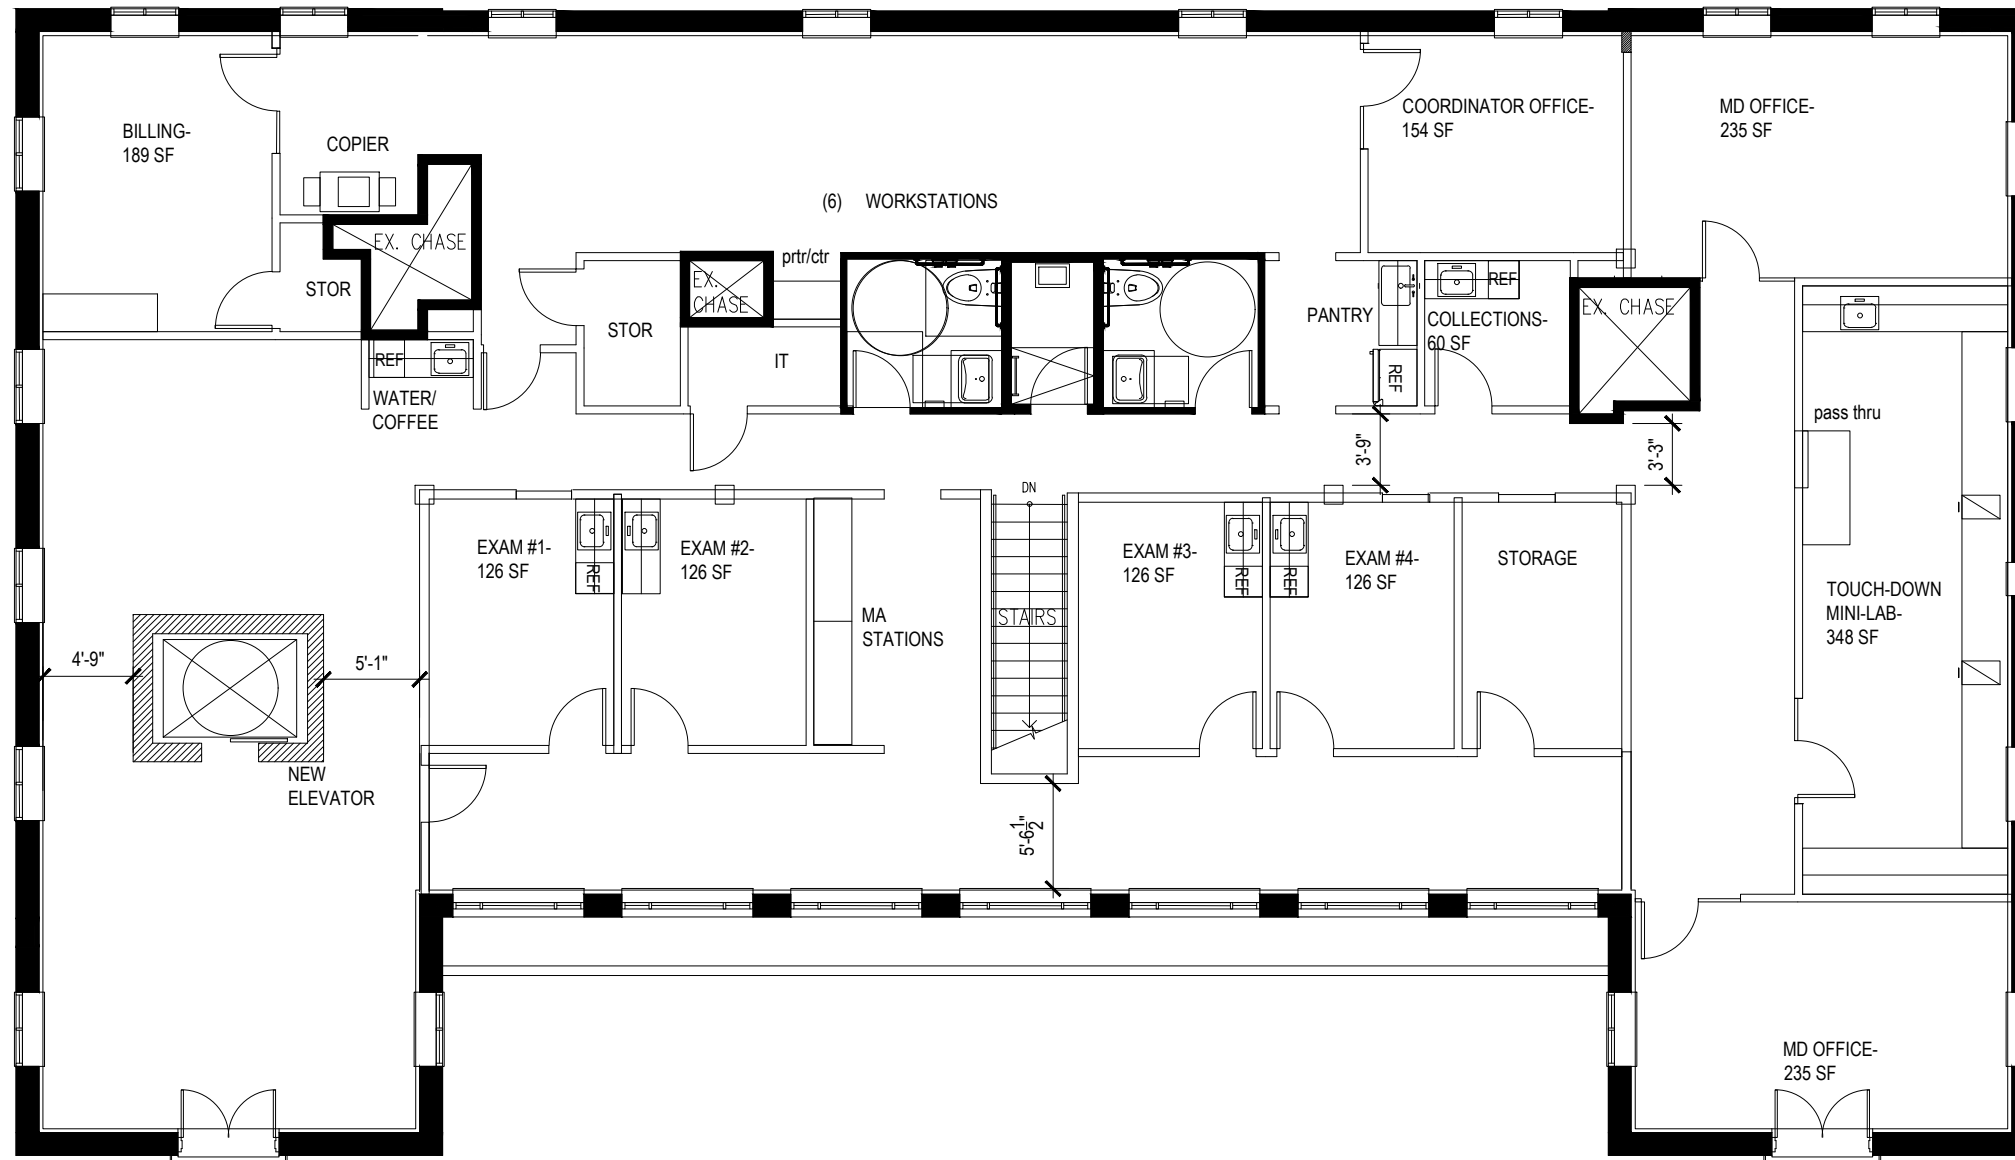 BILLING-
189 SF
COPIER
EX. CHASE
STOR
(6) WORKSTATIONS
COORDINATOR OFFICE-
154 SF
MD OFFICE-
235 SF
prtr/ctr
EX.
CHASE
STOR
IT
REF
WATER/
COFFEE
PANTRY
REF
REF
COLLECTIONS-
60 SF
EX. CHASE
3'-9"
3'-3"
pass thru
DN
EXAM #1-
126 SF
REF
EXAM #2-
126 SF
MA
STATIONS
STAIRS
EXAM #3-
126 SF
REF
REF
EXAM #4-
126 SF
STORAGE
TOUCH-DOWN
MINI-LAB-
348 SF
4'-9"
5'-1"
NEW
ELEVATOR
5'-6 1/2"
MD OFFICE-
235 SF